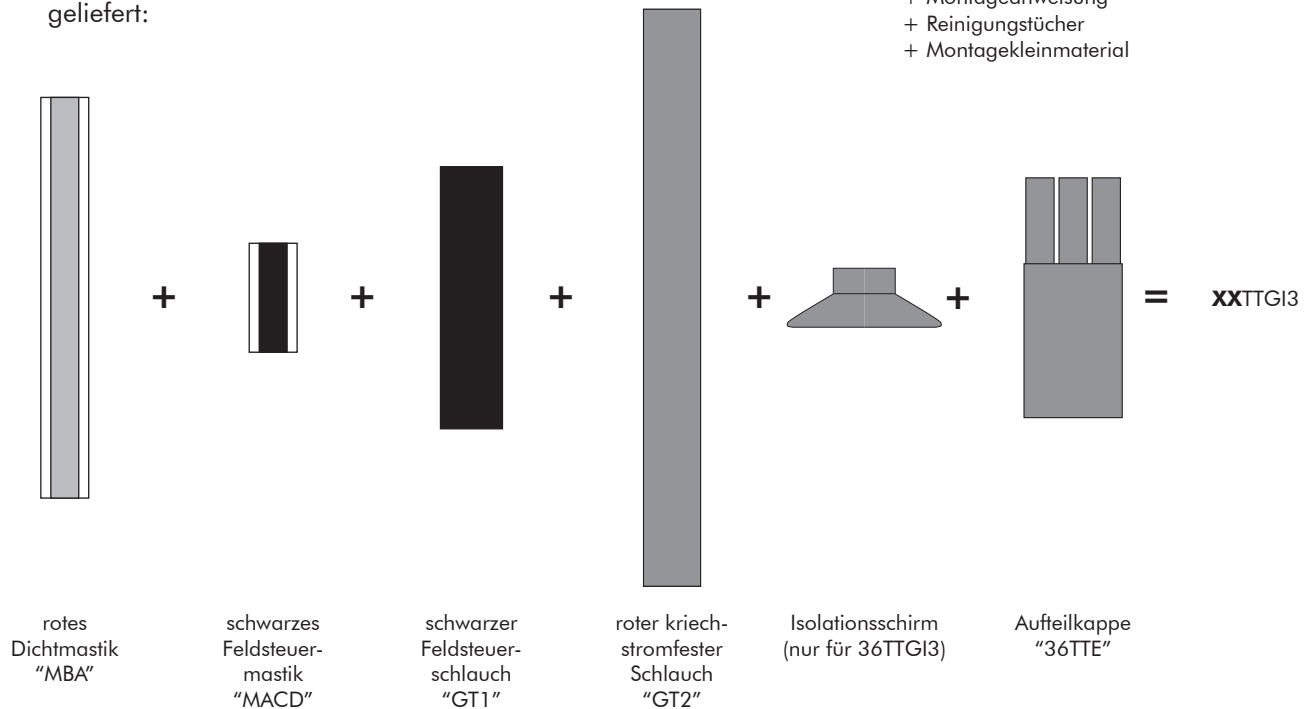 geliefert:
+ Montageanweisung
+ Reinigungstücher
+ Montagekleinmaterial
+ + + + + = xxTTGI3
rotes
Dichtmastik
“MBA”
schwarzes
Feldsteuer-
mastik
“MACD”
schwarzer
Feldsteuer-
schlauch
“GT1”
roter kriech-
stromfester
Schlauch
“GT2”
Isolationsschirm
(nur für 36TTGI3)
Aufteilkappe
“36TTE”